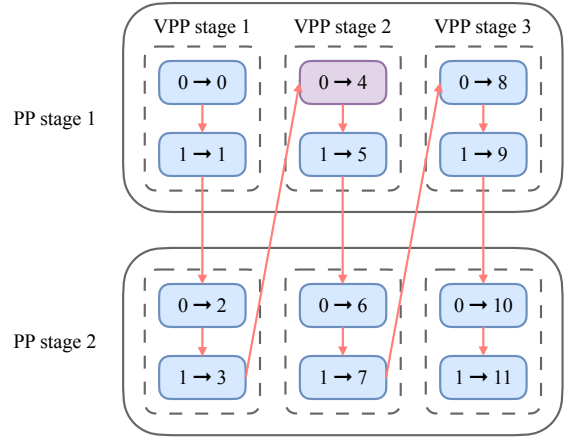 VPP stage 1 VPP stage 2 VPP stage 3
0 → 0 0 → 4 0 → 8
PP stage 1
1 → 1 1 → 5 1 → 9
0 → 2 0 → 6 0 → 10
PP stage 2
1 → 3 1 → 7 1 → 11